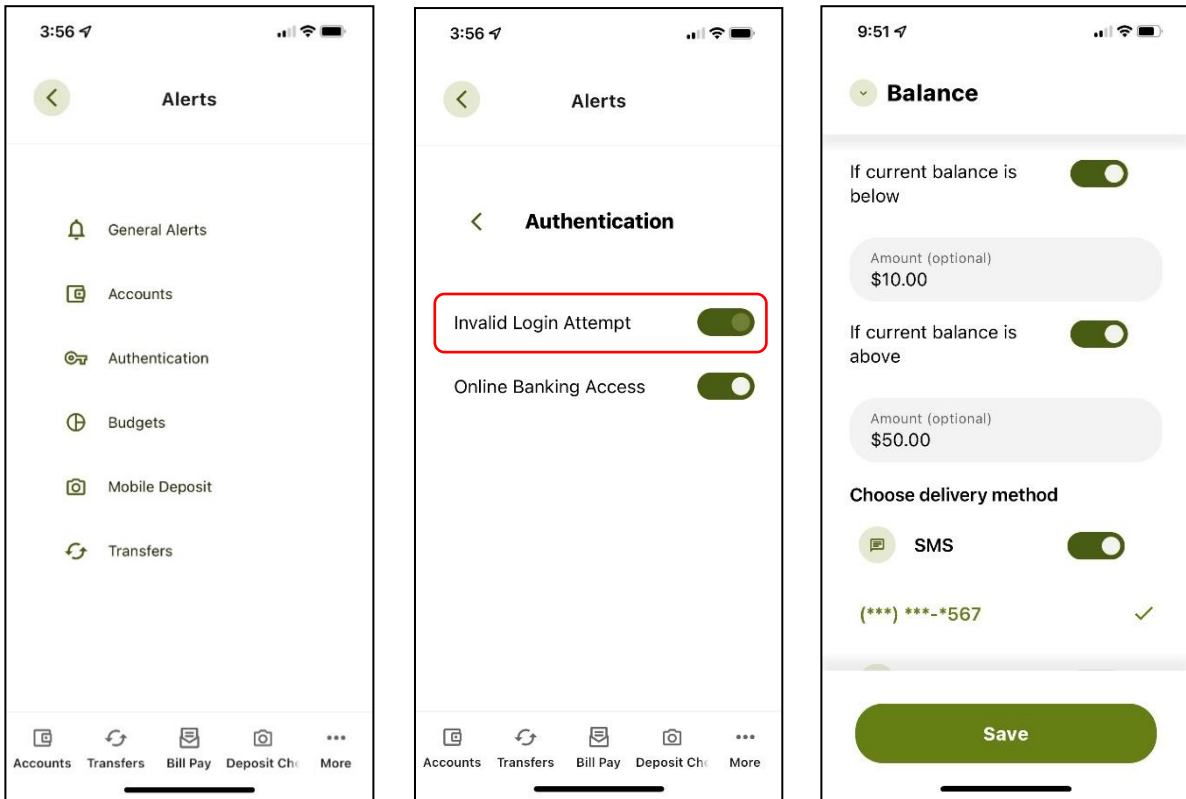 3:56
Alerts
General Alerts
Accounts
Authentication
Budgets
Mobile Deposit
Transfers
Accounts Transfers Bill Pay Deposit Che More
3:56
Alerts
Authentication
Invalid Login Attempt
Online Banking Access
Accounts Transfers Bill Pay Deposit Che More
9:51
Balance
If current balance is
below
Amount (optional)
$10.00
If current balance is
above
Amount (optional)
$50.00
Choose delivery method
SMS
(***) ***-*567
Save